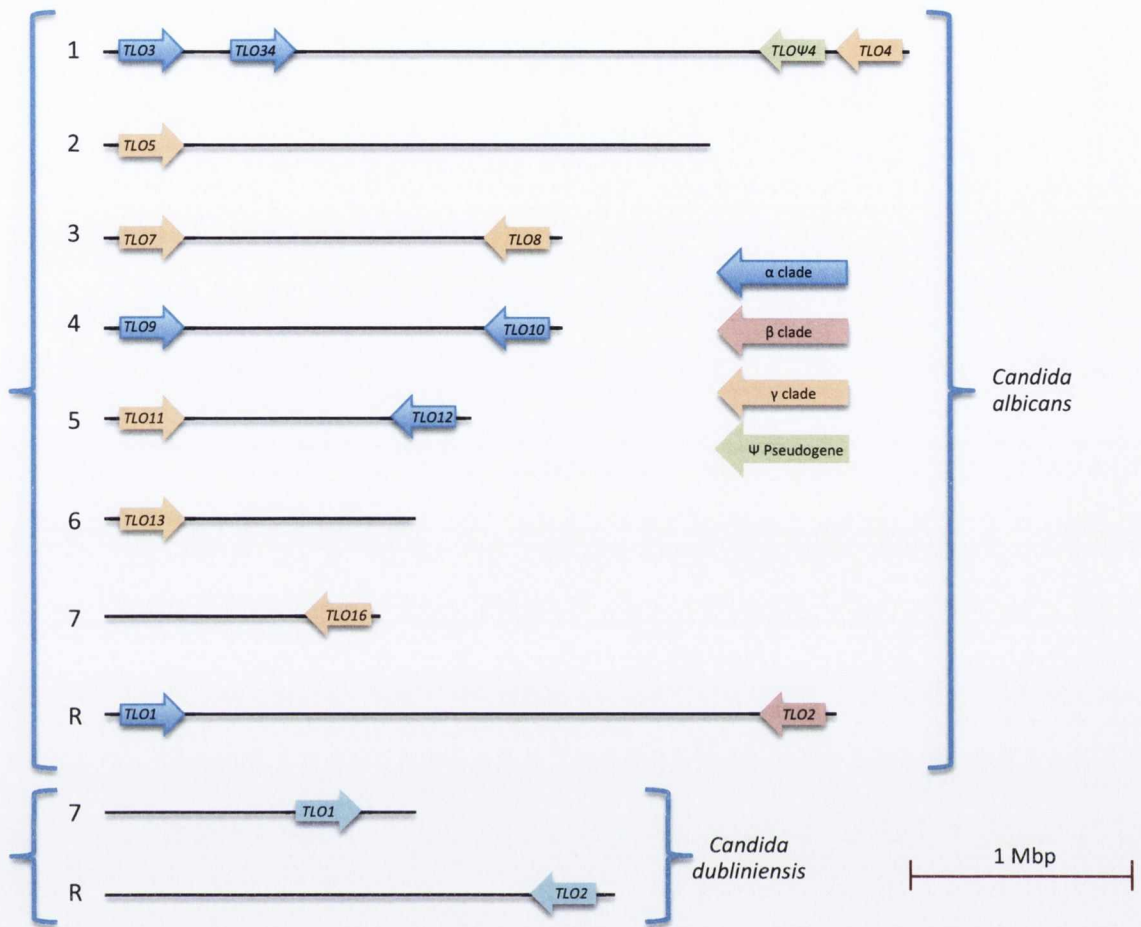 1 TLO3 TLO34 TLOΨ4 TLO4
2 TLO5
3 TLO7 TLO8
α clade
4 TLO9 TLO10
β clade
γ clade
5 TLO11 TLO12
Ψ Pseudogene
Candida
albicans
6 TLO13
7 TLO16
R TLO1 TLO2
7 TLO1
Candida
dubliniensis
1 Mbp
R TLO2